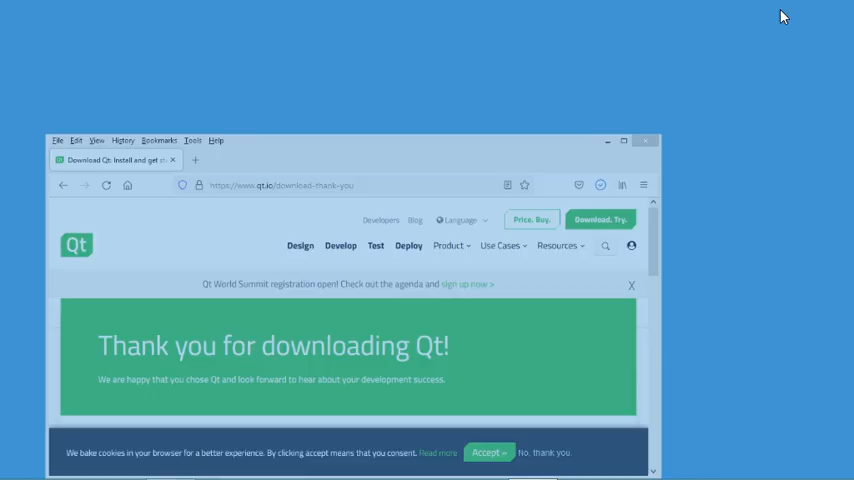 File Edit View History Bookmarks Tools Help
Download Qt: Install and get st
https://www.qt.io/download-thank-you
Developers Blog Language Price. Buy. Download. Try.
Qt Design Develop Test Deploy Product Use Cases Resources
Qt World Summit registration open! Check out the agenda and sign up now > X
Thank you for downloading Qt!
We are happy that you chose Qt and look forward to hear about your development success.
We bake cookies in your browser for a better experience. By clicking accept means that you consent. Read more Accept » No, thank you.